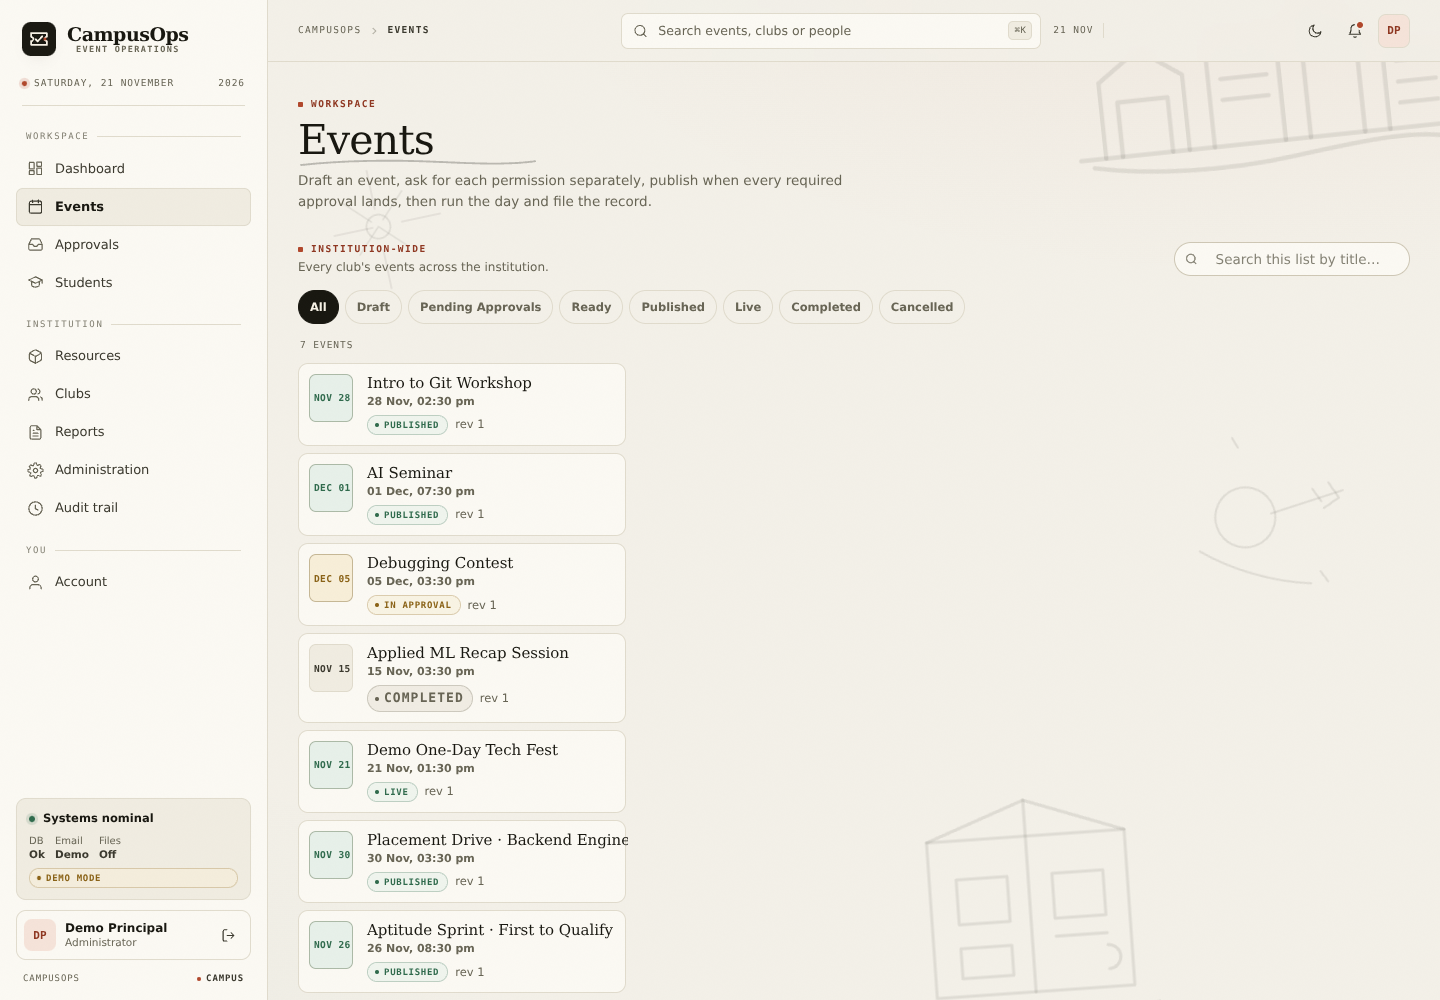 CampusOps
EVENT OPERATIONS
SATURDAY, 21 NOVEMBER 2026
WORKSPACE
Dashboard
Events
Approvals
Students
INSTITUTION
Resources
Clubs
Reports
Administration
Audit trail
YOU
Account
Systems nominal
DB Email Files
Ok Demo Off
DEMO MODE
DP
Demo Principal
Administrator
CAMPUSOPS CAMPUS
CAMPUSOPS > EVENTS
Search events, clubs or people ⌘K
21 NOV
DP
WORKSPACE
Events
Draft an event, ask for each permission separately, publish when every required
approval lands, then run the day and file the record.
INSTITUTION-WIDE
Every club's events across the institution.
Search this list by title...
All Draft Pending Approvals Ready Published Live Completed Cancelled
7 EVENTS
NOV 28
Intro to Git Workshop
28 Nov, 02:30 pm
PUBLISHED rev 1
DEC 01
AI Seminar
01 Dec, 07:30 pm
PUBLISHED rev 1
DEC 05
Debugging Contest
05 Dec, 03:30 pm
IN APPROVAL rev 1
NOV 15
Applied ML Recap Session
15 Nov, 03:30 pm
COMPLETED rev 1
NOV 21
Demo One-Day Tech Fest
21 Nov, 01:30 pm
LIVE rev 1
NOV 30
Placement Drive · Backend Engine
30 Nov, 03:30 pm
PUBLISHED rev 1
NOV 26
Aptitude Sprint · First to Qualify
26 Nov, 08:30 pm
PUBLISHED rev 1